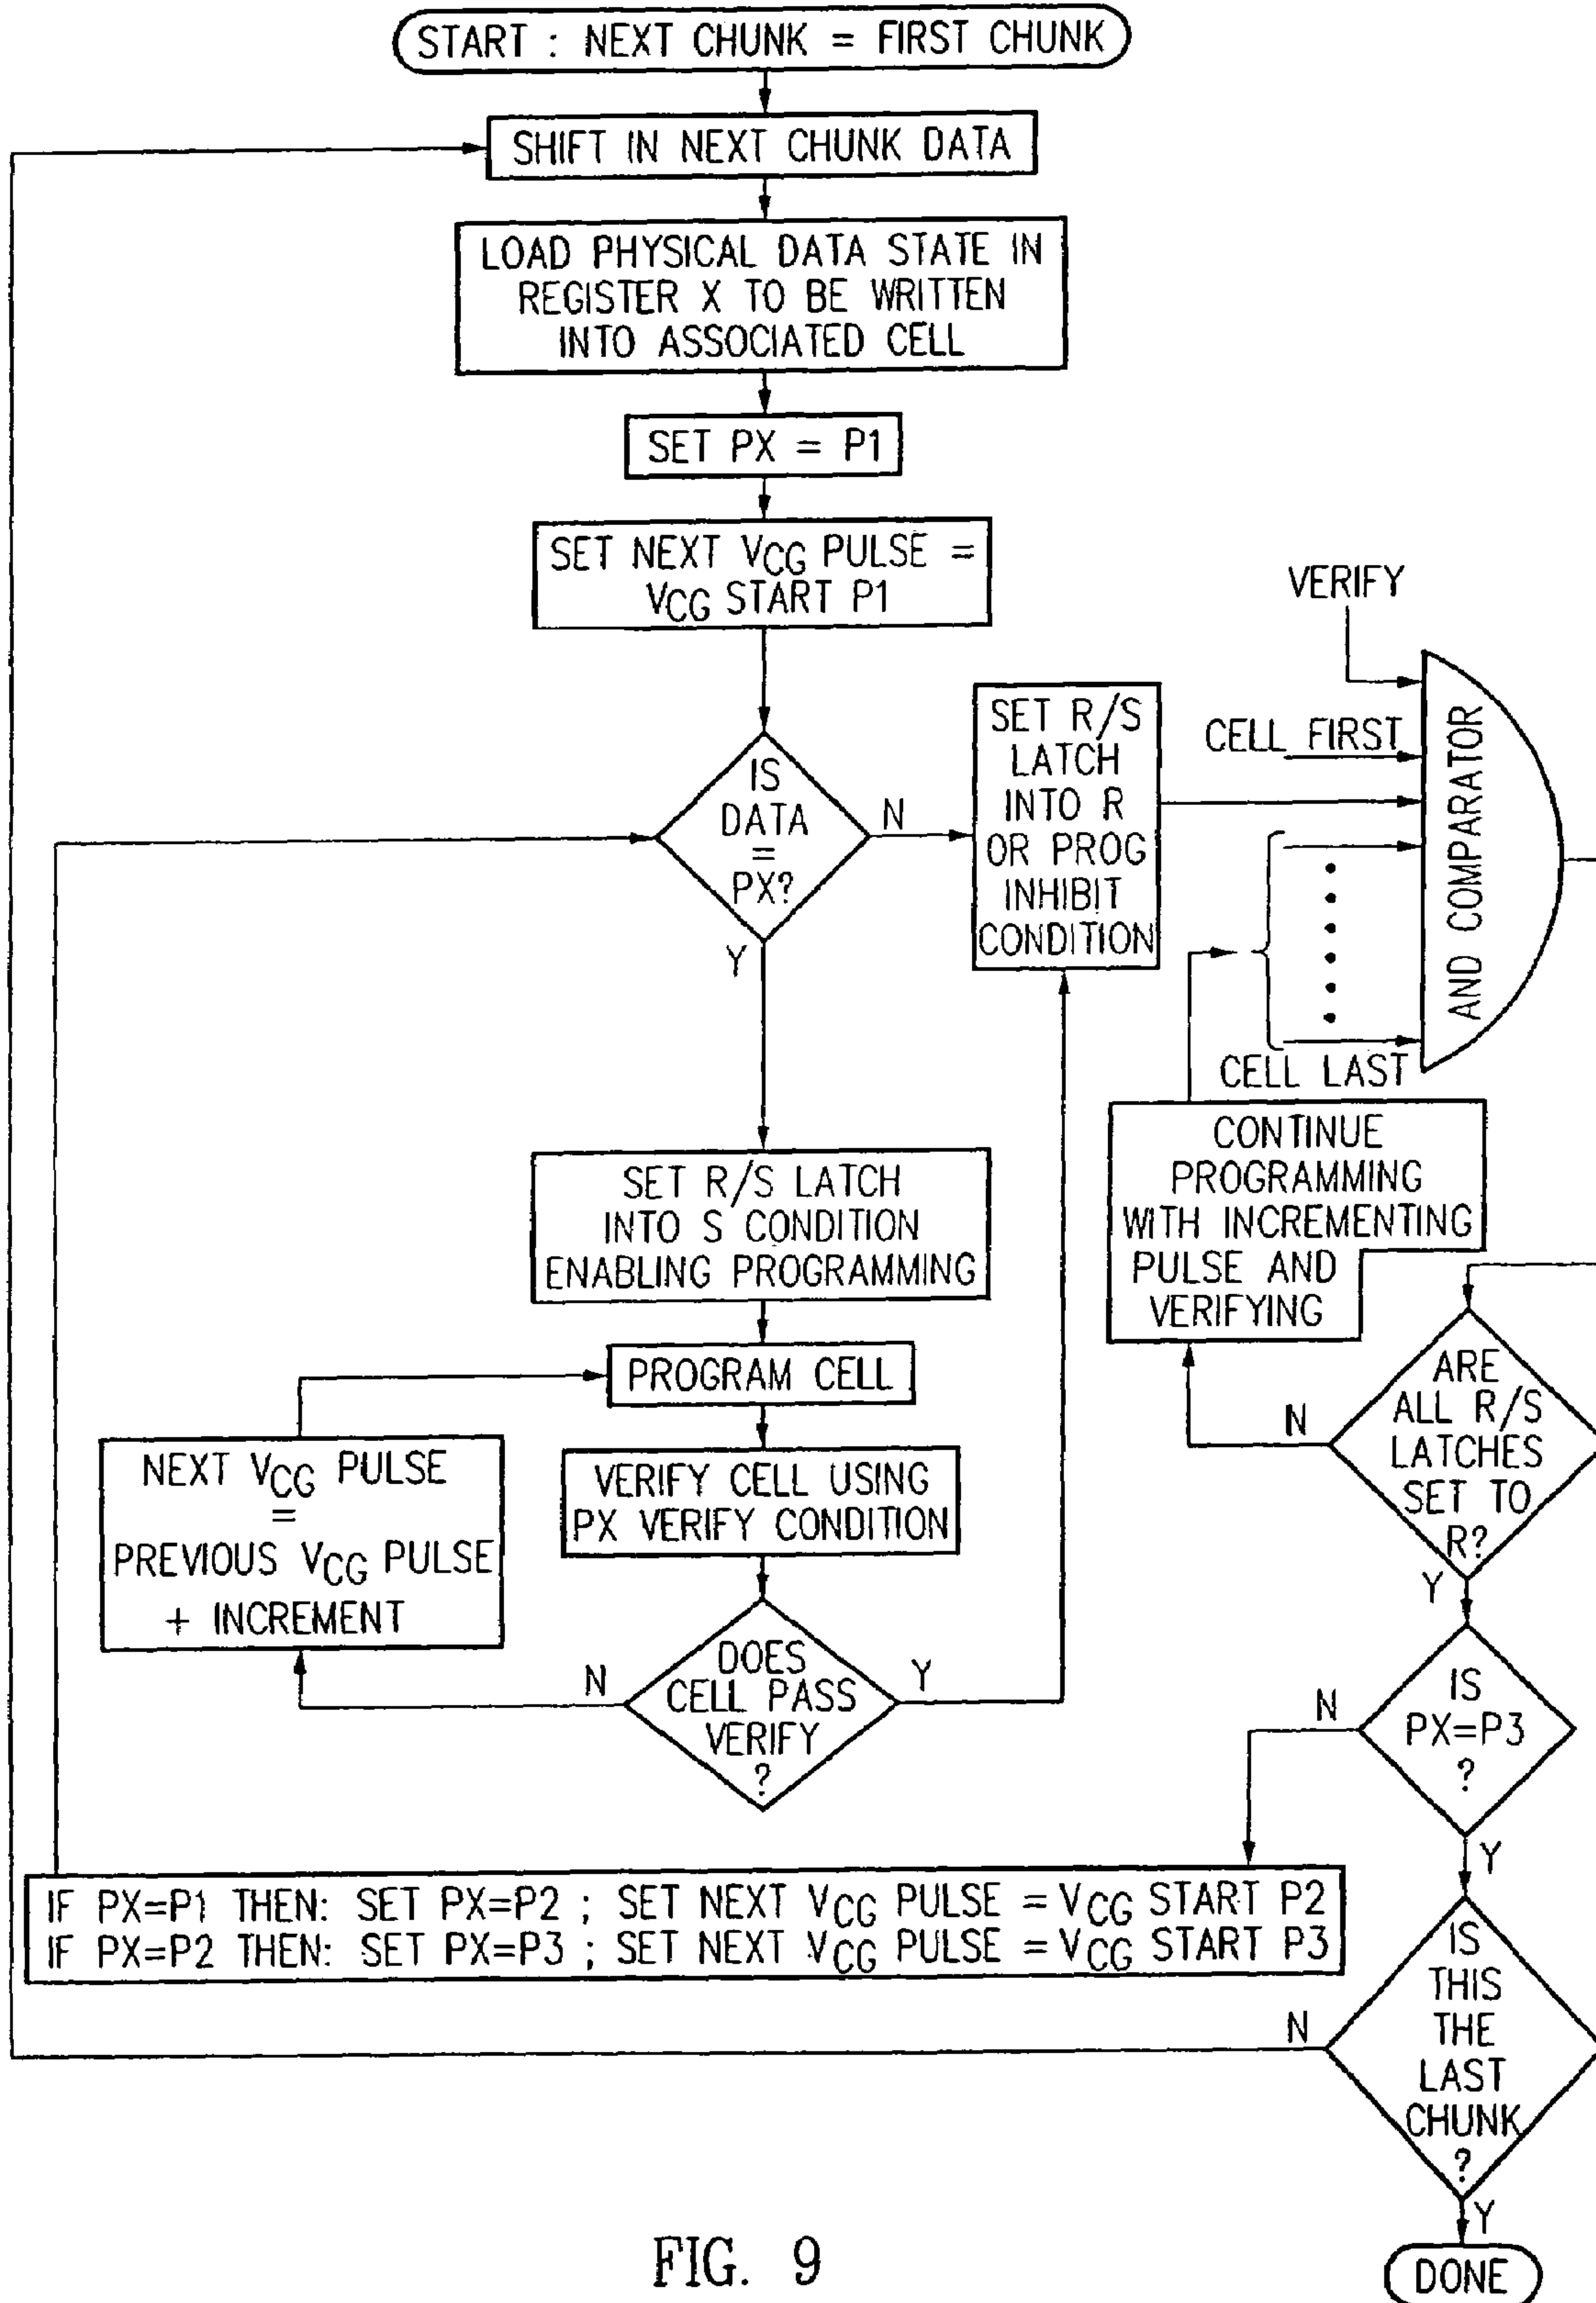 START : NEXT CHUNK = FIRST CHUNK
SHIFT IN NEXT CHUNK DATA
LOAD PHYSICAL DATA STATE IN
REGISTER X TO BE WRITTEN
INTO ASSOCIATED CELL
SET PX = P1
SET NEXT VCG PULSE =
VCG START P1
IS
DATA
=
PX?
N
Y
SET R/S
LATCH
INTO R
OR PROG
INHIBIT
CONDITION
VERIFY
CELL FIRST
CELL LAST
AND COMPARATOR
SET R/S LATCH
INTO S CONDITION
ENABLING PROGRAMMING
PROGRAM CELL
VERIFY CELL USING
PX VERIFY CONDITION
DOES
CELL PASS
VERIFY
?
N
Y
NEXT VCG PULSE
=
PREVIOUS VCG PULSE
+ INCREMENT
CONTINUE
PROGRAMMING
WITH INCREMENTING
PULSE AND
VERIFYING
ARE
ALL R/S
LATCHES
SET TO
R?
N
Y
IS
PX=P3
?
N
Y
IF PX=P1 THEN: SET PX=P2 ; SET NEXT VCG PULSE = VCG START P2
IF PX=P2 THEN: SET PX=P3 ; SET NEXT VCG PULSE = VCG START P3
IS
THIS
THE
LAST
CHUNK
?
N
Y
DONE
FIG. 9